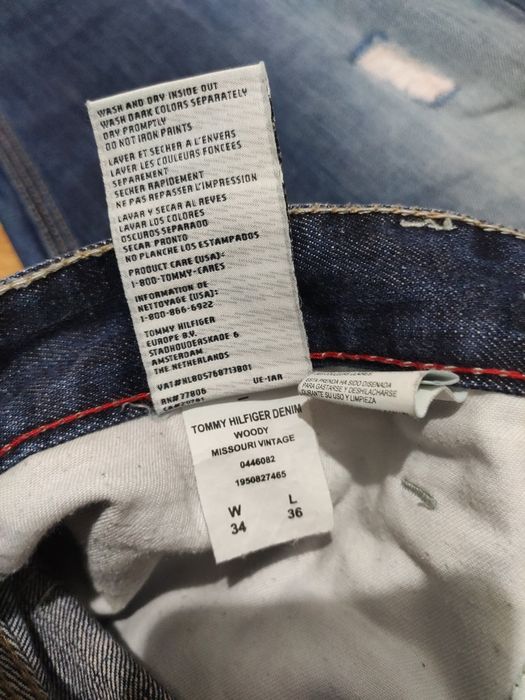 WASH AND DRY INSIDE OUT
WASH DARK COLORS SEPARATELY
DRY PROMPTLY
DO NOT IRON PRINTS
LAVER ET SECHER A L'ENVERS
LAVER LES COULEURS FONCEES
SEPAREMENT
SECHER RAPIDEMENT
NE PAS REPASSER L'IMPRESSION
LAVAR Y SECAR AL REVES
LAVAR LOS COLORES
OSCUROS SEPARADO
SECAR PRONTO
NO PLANCHE LOS ESTAMPADOS
PRODUCT CARE (USA):
1-800-TOMMY-CARES
INFORMATION DE
NETTOYAGE (USA):
1-800-866-6922
TOMMY HILFIGER
EUROPE B.V.
STADHOUDERSKADE 6
AMSTERDAM
THE NETHERLANDS
VAT#NL805768713B01
RN#77806 UE-1AR
ESTA PRENDA HA SIDO DISENADA
PARA GASTARSE Y DESHILACHARSE
DURANTE SU USO Y LIMPIEZA
TOMMY HILFIGER DENIM
WOODY
MISSOURI VINTAGE
0446082
1950827465
W L
34 36